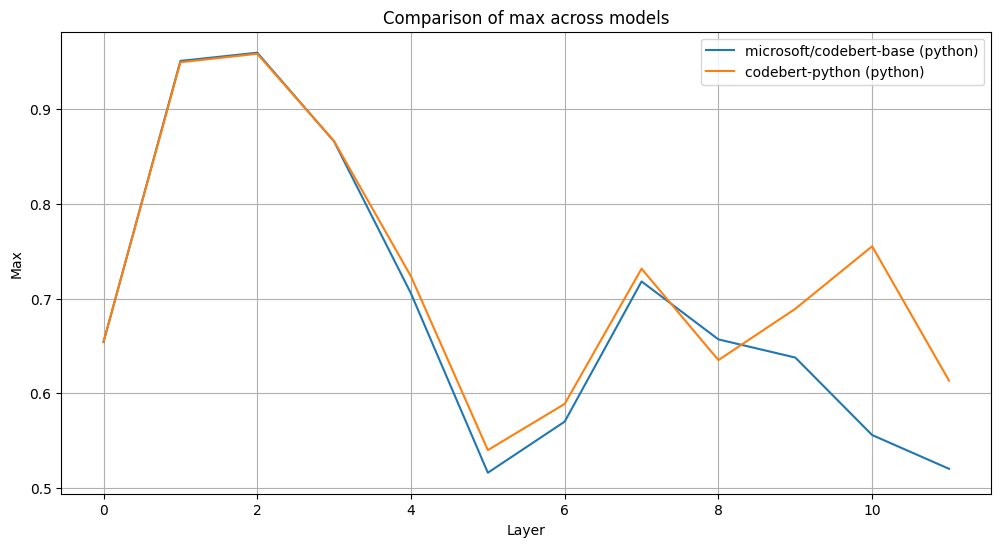 Comparison of max across models
microsoft/codebert-base (python)
codebert-python (python)
Max
0.9
0.8
0.7
0.6
0.5
0 2 4 6 8 10
Layer